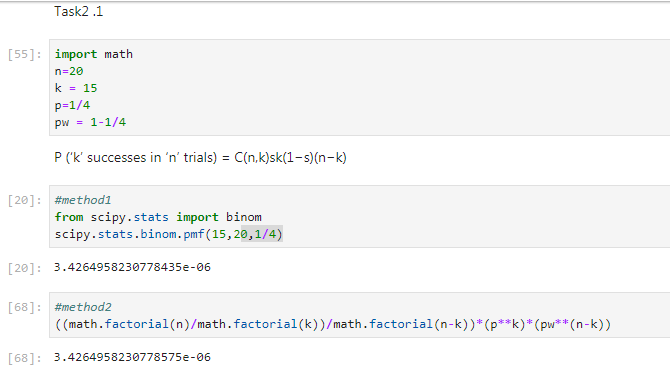 Task2 .1
[55]: import math
n=20
k = 15
p=1/4
pw = 1-1/4
P (‘k’ successes in ‘n’ trials) = C(n,k)sk(1−s)(n−k)
[20]: #method1
from scipy.stats import binom
scipy.stats.binom.pmf(15,20,1/4)
[20]: 3.4264958230778435e-06
[68]: #method2
((math.factorial(n)/math.factorial(k))/math.factorial(n-k))*(p**k)*(pw**(n-k))
[68]: 3.4264958230778575e-06